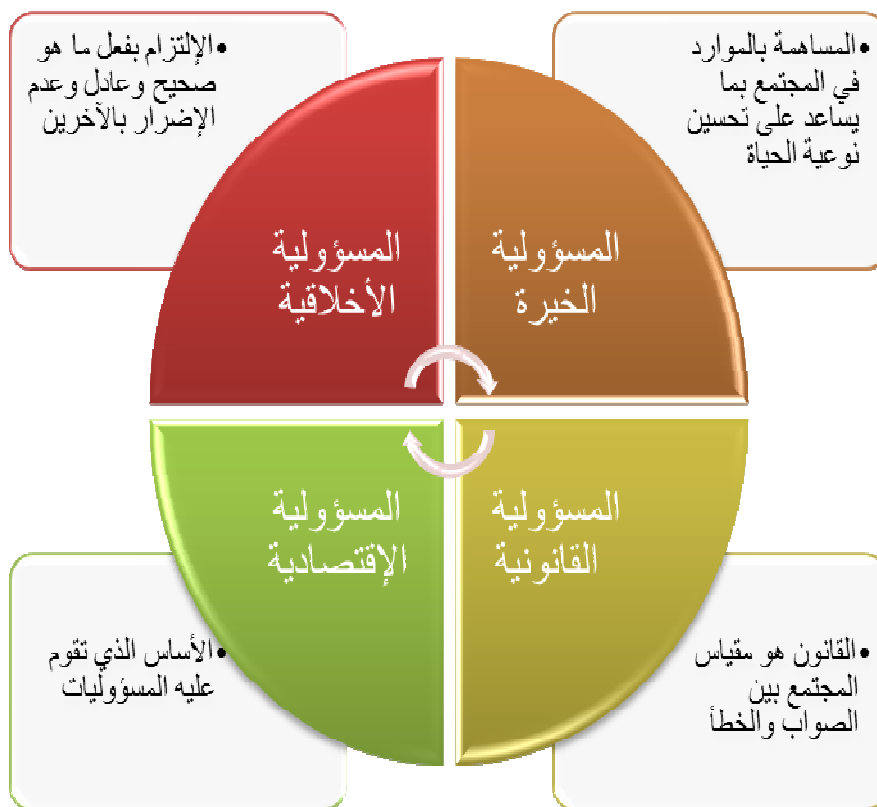 المساهمة بالموارد
في المجتمع بما
يساعد على تحسين
نوعية الحياة
الإلتزام بفعل ما هو
صحيح وعادل وعدم
الإضرار بالآخرين
المسؤولية
الخيرة
المسؤولية
الأخلاقية
المسؤولية
القانونية
المسؤولية
الإقتصادية
القانون هو مقياس
المجتمع بين
الصواب والخطأ
الأساس الذي تقوم
عليه المسؤوليات